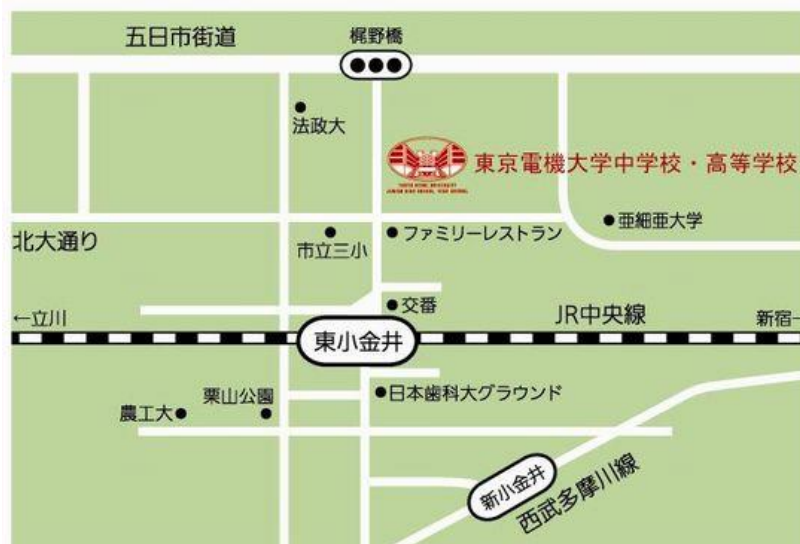 五日市街道
梶野橋
法政大
東京電機大学中学校・高等学校
北大通り
市立三小
ファミリーレストラン
亜細亜大学
交番
←立川
JR中央線
新宿→
東小金井
栗山公園
農工大
日本歯科大グラウンド
新小金井
西武多摩川線